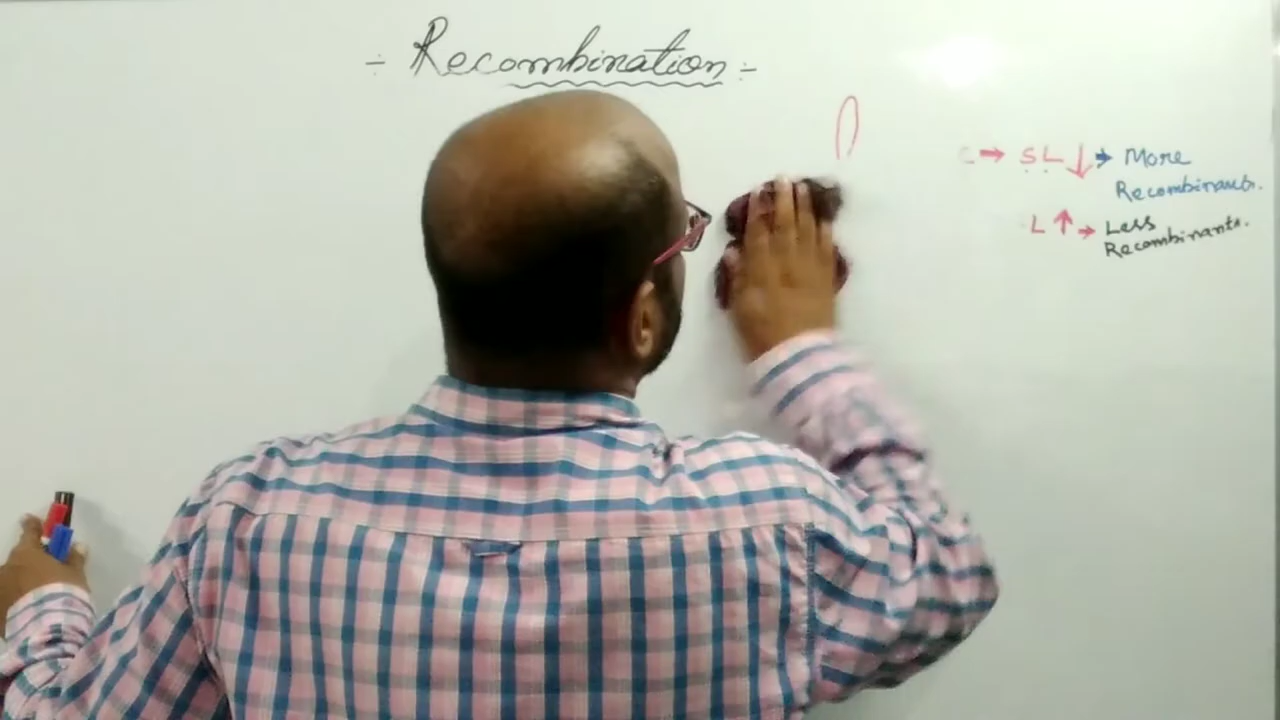 ÷ Recombination ÷
→ SL ↓ → More
Recombinants.
L ↑ → Less
Recombinants.